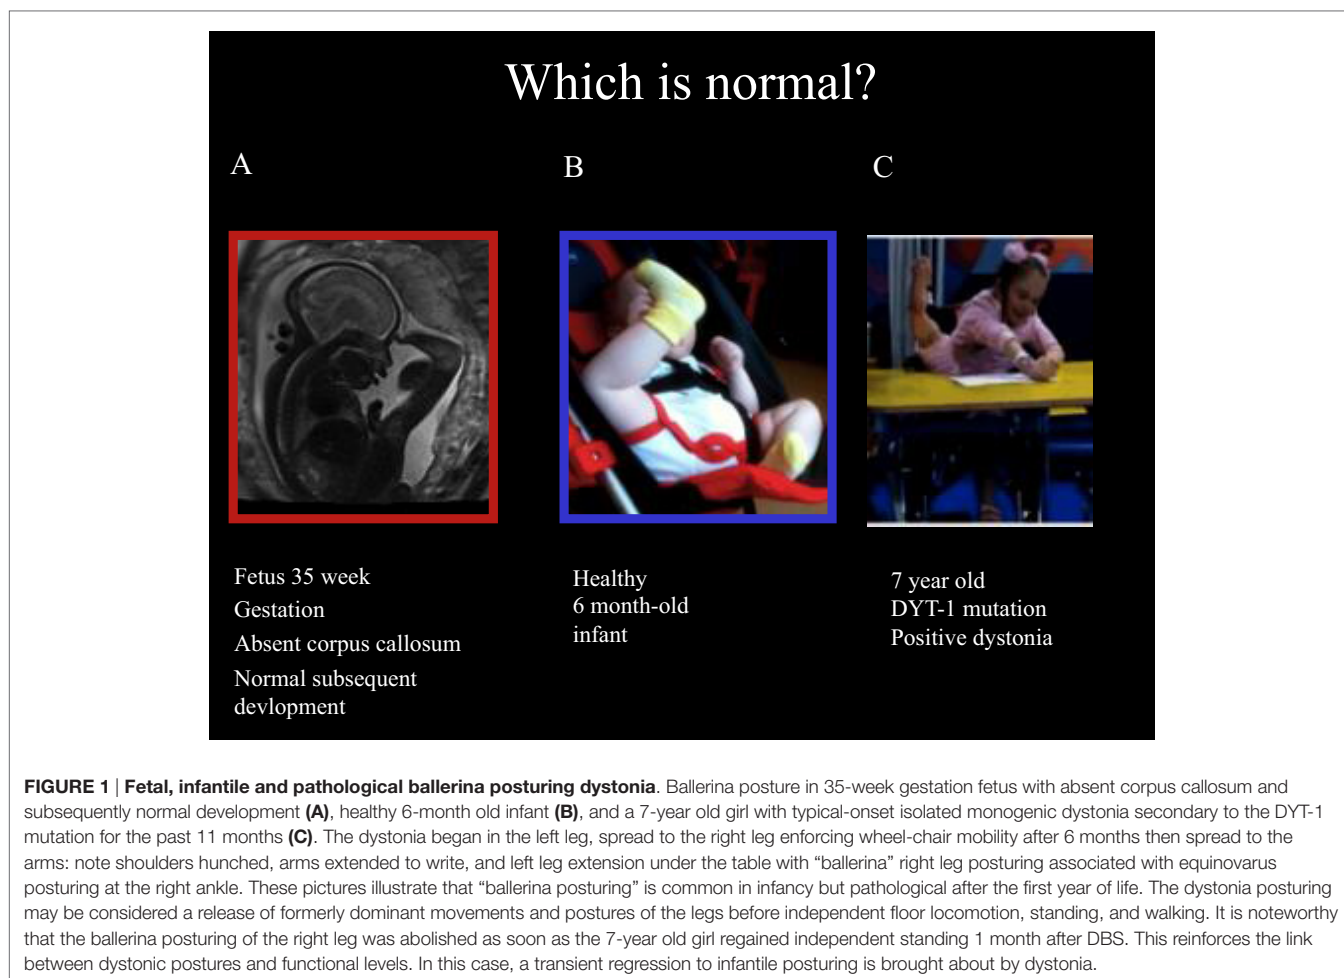 Which is normal?
A
B
C
Fetus 35 week
Gestation
Absent corpus callosum
Normal subsequent
devlopment
Healthy
6 month-old
infant
7 year old
DYT-1 mutation
Positive dystonia
FIGURE 1 | Fetal, infantile and pathological ballerina posturing dystonia. Ballerina posture in 35-week gestation fetus with absent corpus callosum and
subsequently normal development (A), healthy 6-month old infant (B), and a 7-year old girl with typical-onset isolated monogenic dystonia secondary to the DYT-1
mutation for the past 11 months (C). The dystonia began in the left leg, spread to the right leg enforcing wheel-chair mobility after 6 months then spread to the
arms: note shoulders hunched, arms extended to write, and left leg extension under the table with “ballerina” right leg posturing associated with equinovarus
posturing at the right ankle. These pictures illustrate that “ballerina posturing” is common in infancy but pathological after the first year of life. The dystonia posturing
may be considered a release of formerly dominant movements and postures of the legs before independent floor locomotion, standing, and walking. It is noteworthy
that the ballerina posturing of the right leg was abolished as soon as the 7-year old girl regained independent standing 1 month after DBS. This reinforces the link
between dystonic postures and functional levels. In this case, a transient regression to infantile posturing is brought about by dystonia.